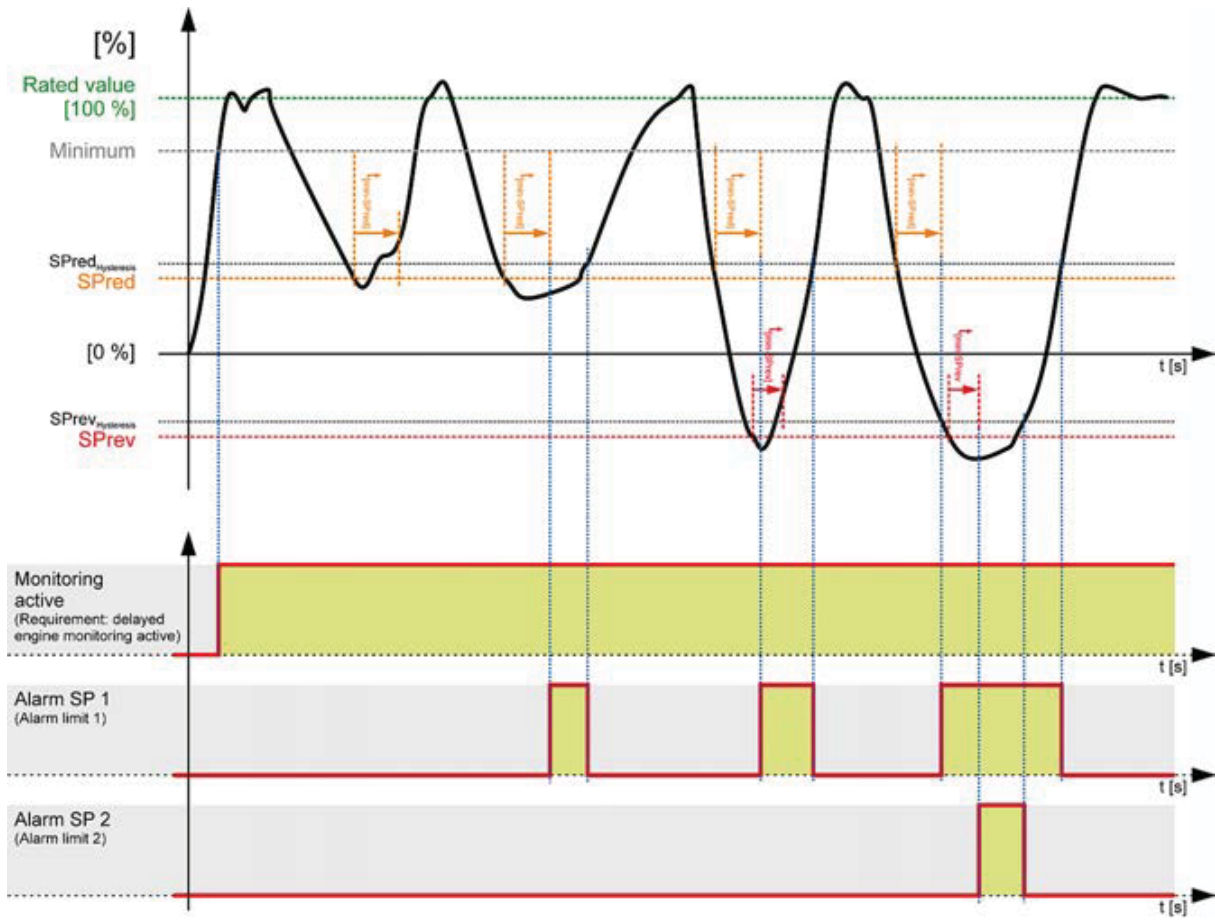 [%]
Rated value
[100 %]
Minimum
SPred Hysteresis
SPred
[0 %]
t [s]
SPrev Hysteresis
SPrev
Monitoring
active
(Requirement: delayed
engine monitoring active)
t [s]
Alarm SP 1
(Alarm limit 1)
t [s]
Alarm SP 2
(Alarm limit 2)
t [s]